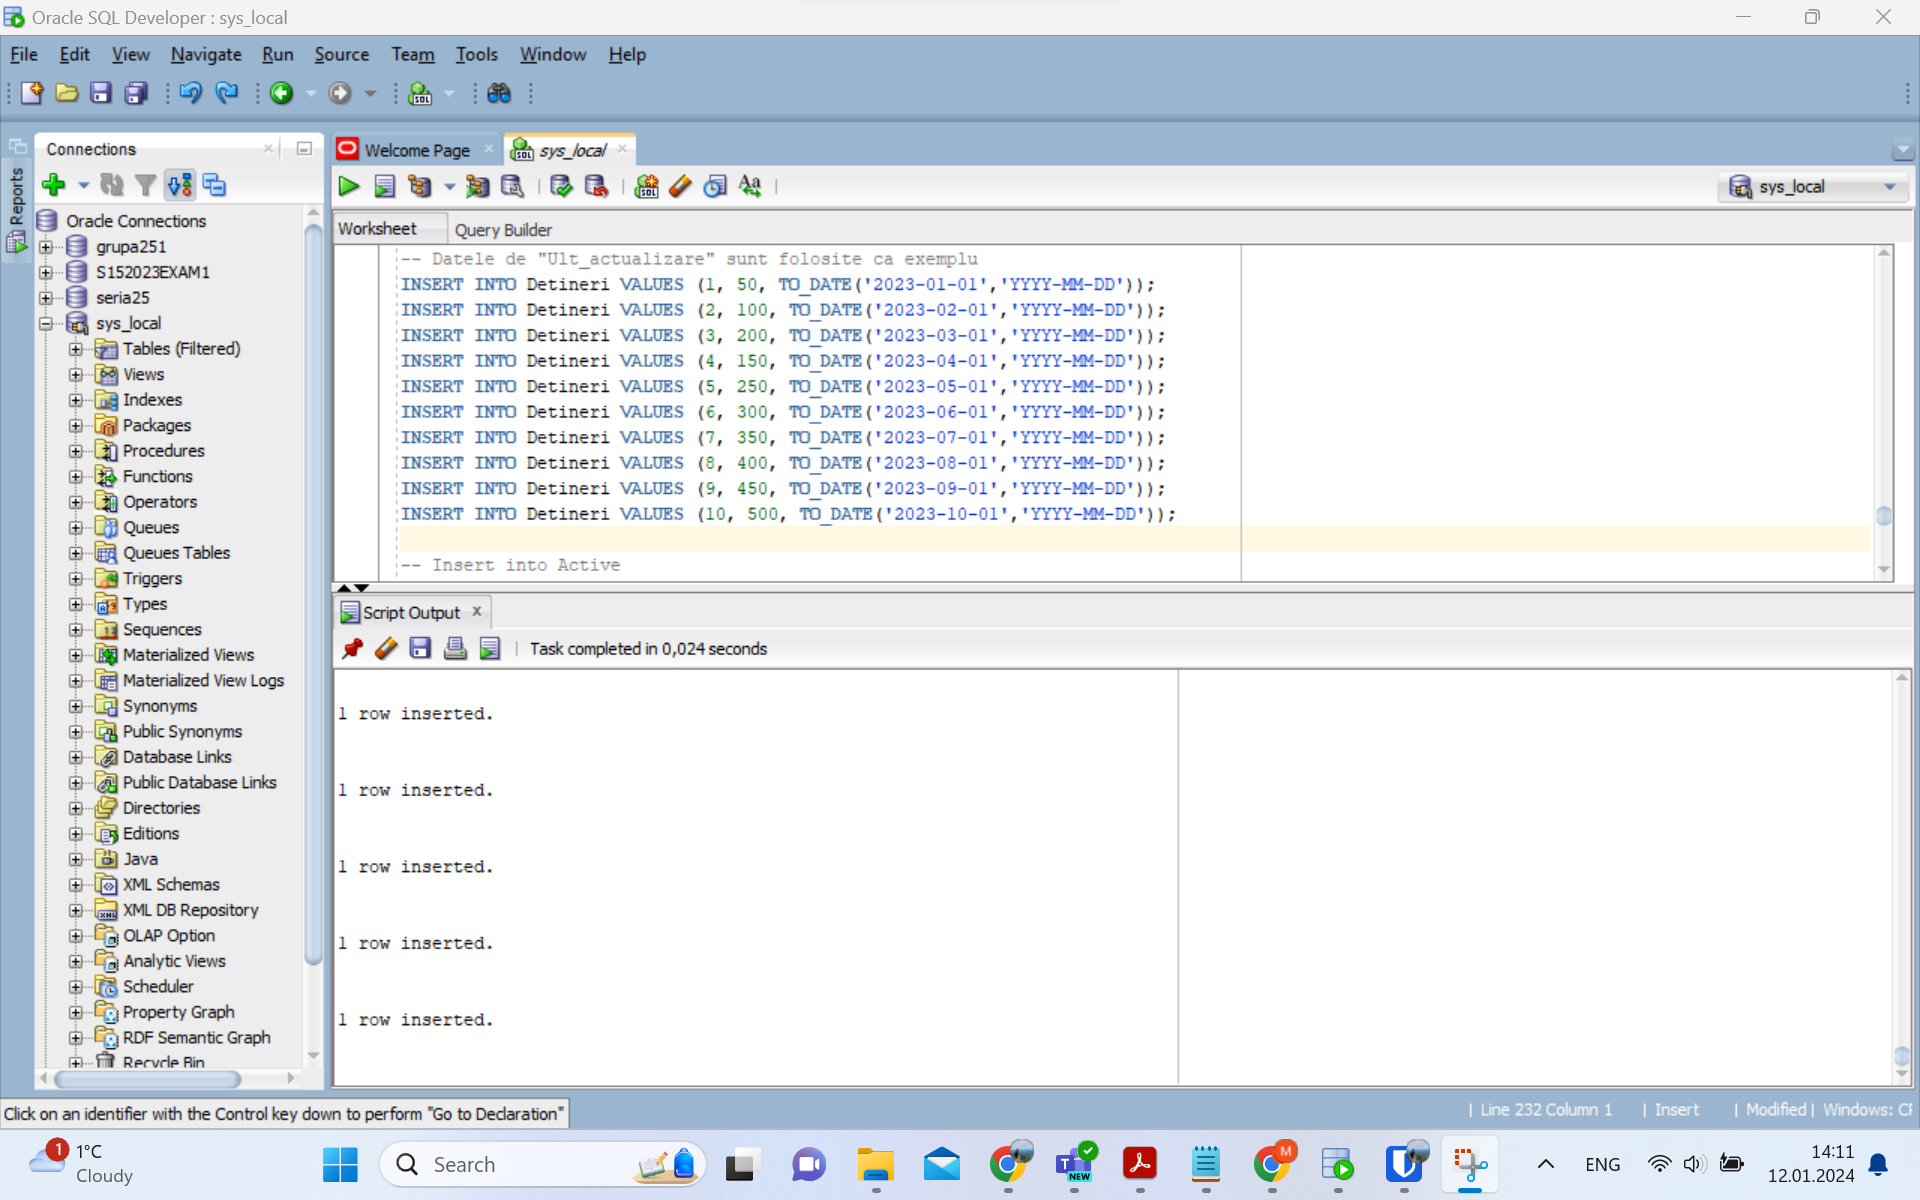 Oracle SQL Developer : sys_local
File Edit View Navigate Run Source Team Tools Window Help
Reports
Connections
Oracle Connections
grupa251
S152023EXAM1
seria25
sys_local
Tables (Filtered)
Views
Indexes
Packages
Procedures
Functions
Operators
Queues
Queues Tables
Triggers
Types
Sequences
Materialized Views
Materialized View Logs
Synonyms
Public Synonyms
Database Links
Public Database Links
Directories
Editions
Java
XML Schemas
XML DB Repository
OLAP Option
Analytic Views
Scheduler
Property Graph
RDF Semantic Graph
Recycle Bin
Welcome Page sys_local
sys_local
Worksheet Query Builder
-- Datele de "Ult_actualizare" sunt folosite ca exemplu
INSERT INTO Detineri VALUES (1, 50, TO_DATE('2023-01-01','YYYY-MM-DD'));
INSERT INTO Detineri VALUES (2, 100, TO_DATE('2023-02-01','YYYY-MM-DD'));
INSERT INTO Detineri VALUES (3, 200, TO_DATE('2023-03-01','YYYY-MM-DD'));
INSERT INTO Detineri VALUES (4, 150, TO_DATE('2023-04-01','YYYY-MM-DD'));
INSERT INTO Detineri VALUES (5, 250, TO_DATE('2023-05-01','YYYY-MM-DD'));
INSERT INTO Detineri VALUES (6, 300, TO_DATE('2023-06-01','YYYY-MM-DD'));
INSERT INTO Detineri VALUES (7, 350, TO_DATE('2023-07-01','YYYY-MM-DD'));
INSERT INTO Detineri VALUES (8, 400, TO_DATE('2023-08-01','YYYY-MM-DD'));
INSERT INTO Detineri VALUES (9, 450, TO_DATE('2023-09-01','YYYY-MM-DD'));
INSERT INTO Detineri VALUES (10, 500, TO_DATE('2023-10-01','YYYY-MM-DD'));
-- Insert into Active
Script Output
Task completed in 0,024 seconds
1 row inserted.
1 row inserted.
1 row inserted.
1 row inserted.
1 row inserted.
Click on an identifier with the Control key down to perform "Go to Declaration"
| Line 232 Column 1 | Insert | Modified | Windows: CF
1
1°C
Cloudy
Search
NEW
M
ENG
14:11
12.01.2024